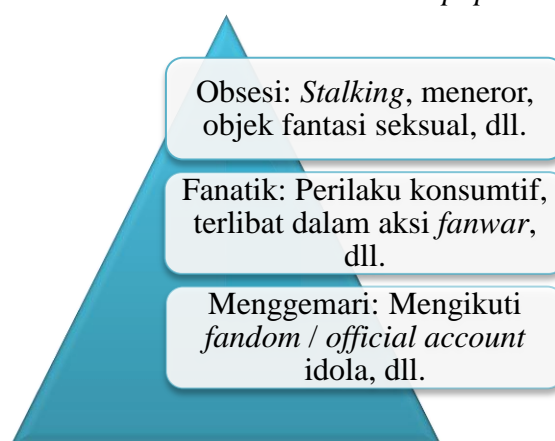 Obsesi: Stalking, meneror,
objek fantasi seksual, dll.
Fanatik: Perilaku konsumtif,
terlibat dalam aksi fanwar,
dll.
Menggemari: Mengikuti
fandom / official account
idola, dll.